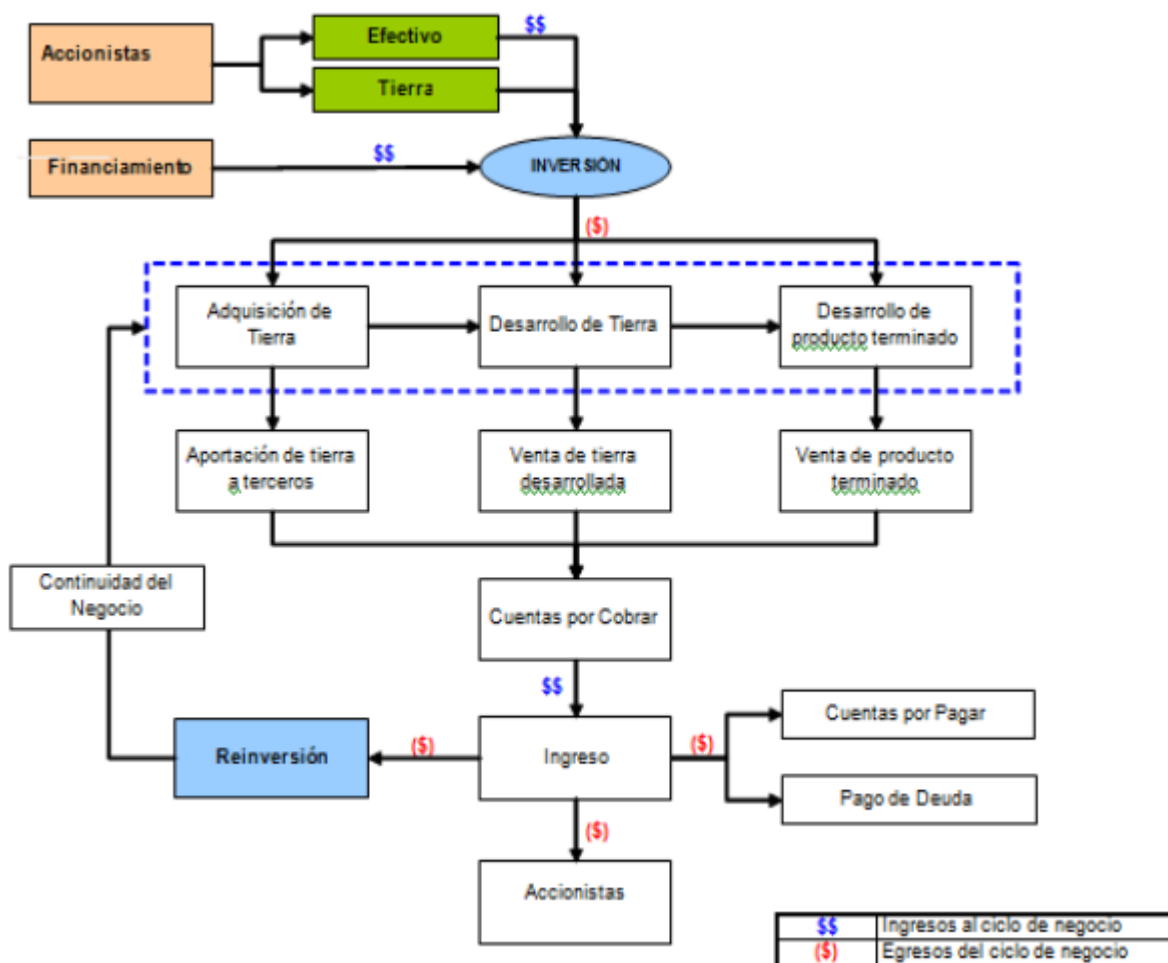 Accionistas
Efectivo
$$
Tierra
Financiamiento
$$
INVERSIÓN
($)
Adquisición de
Tierra
Desarrollo de Tierra
Desarrollo de
producto terminado
Aportación de tierra
a terceros
Venta de tierra
desarrollada
Venta de producto
terminado
Continuidad del
Negocio
Cuentas por Cobrar
$$
Cuentas por Pagar
Reinversión
($)
Ingreso
($)
Pago de Deuda
($)
Accionistas
$$ Ingresos al ciclo de negocio
($) Egresos del ciclo de negocio